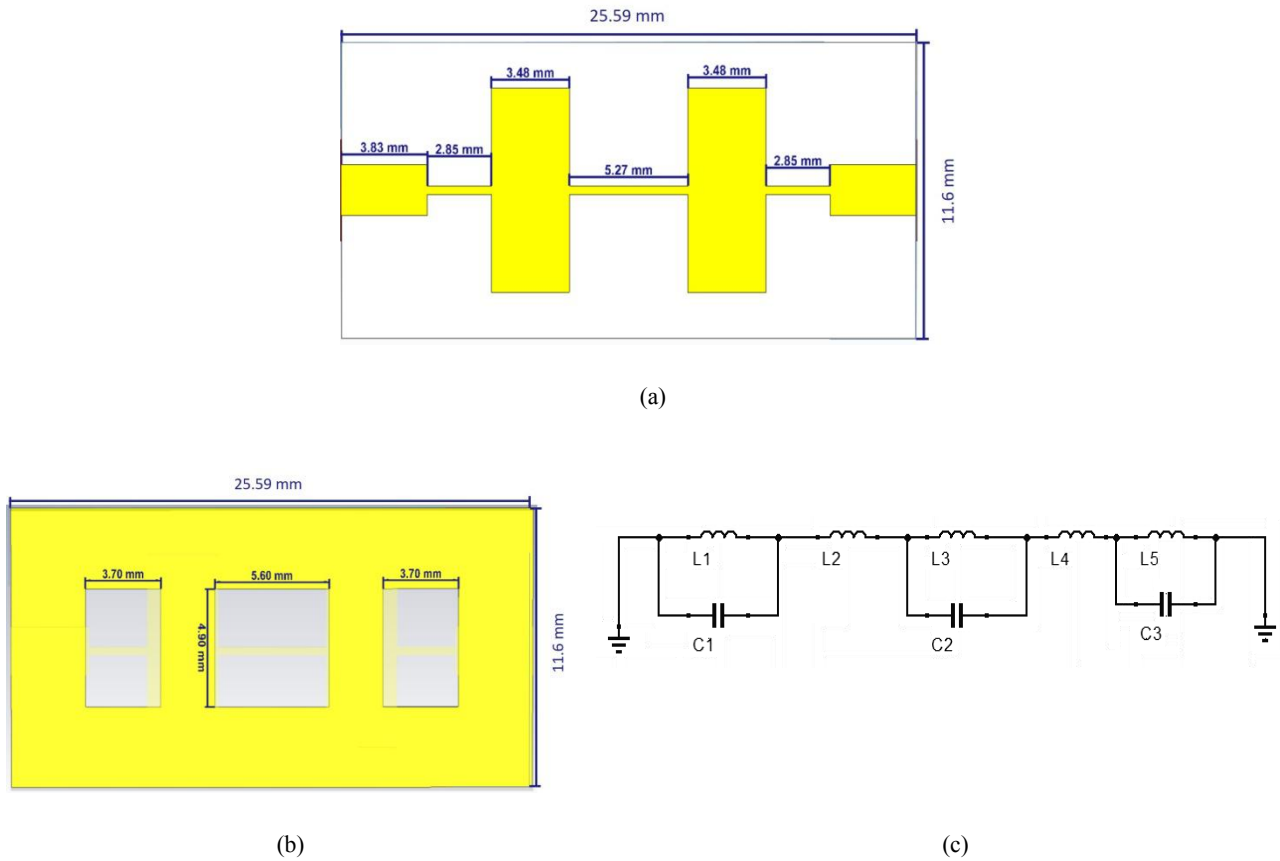 25.59 mm
3.48 mm
3.48 mm
3.83 mm
2.85 mm
5.27 mm
2.85 mm
11.6 mm
(a)
25.59 mm
3.70 mm
5.60 mm
3.70 mm
4.90 mm
11.6 mm
L1
L2
L3
L4
L5
C1
C2
C3
(b)
(c)